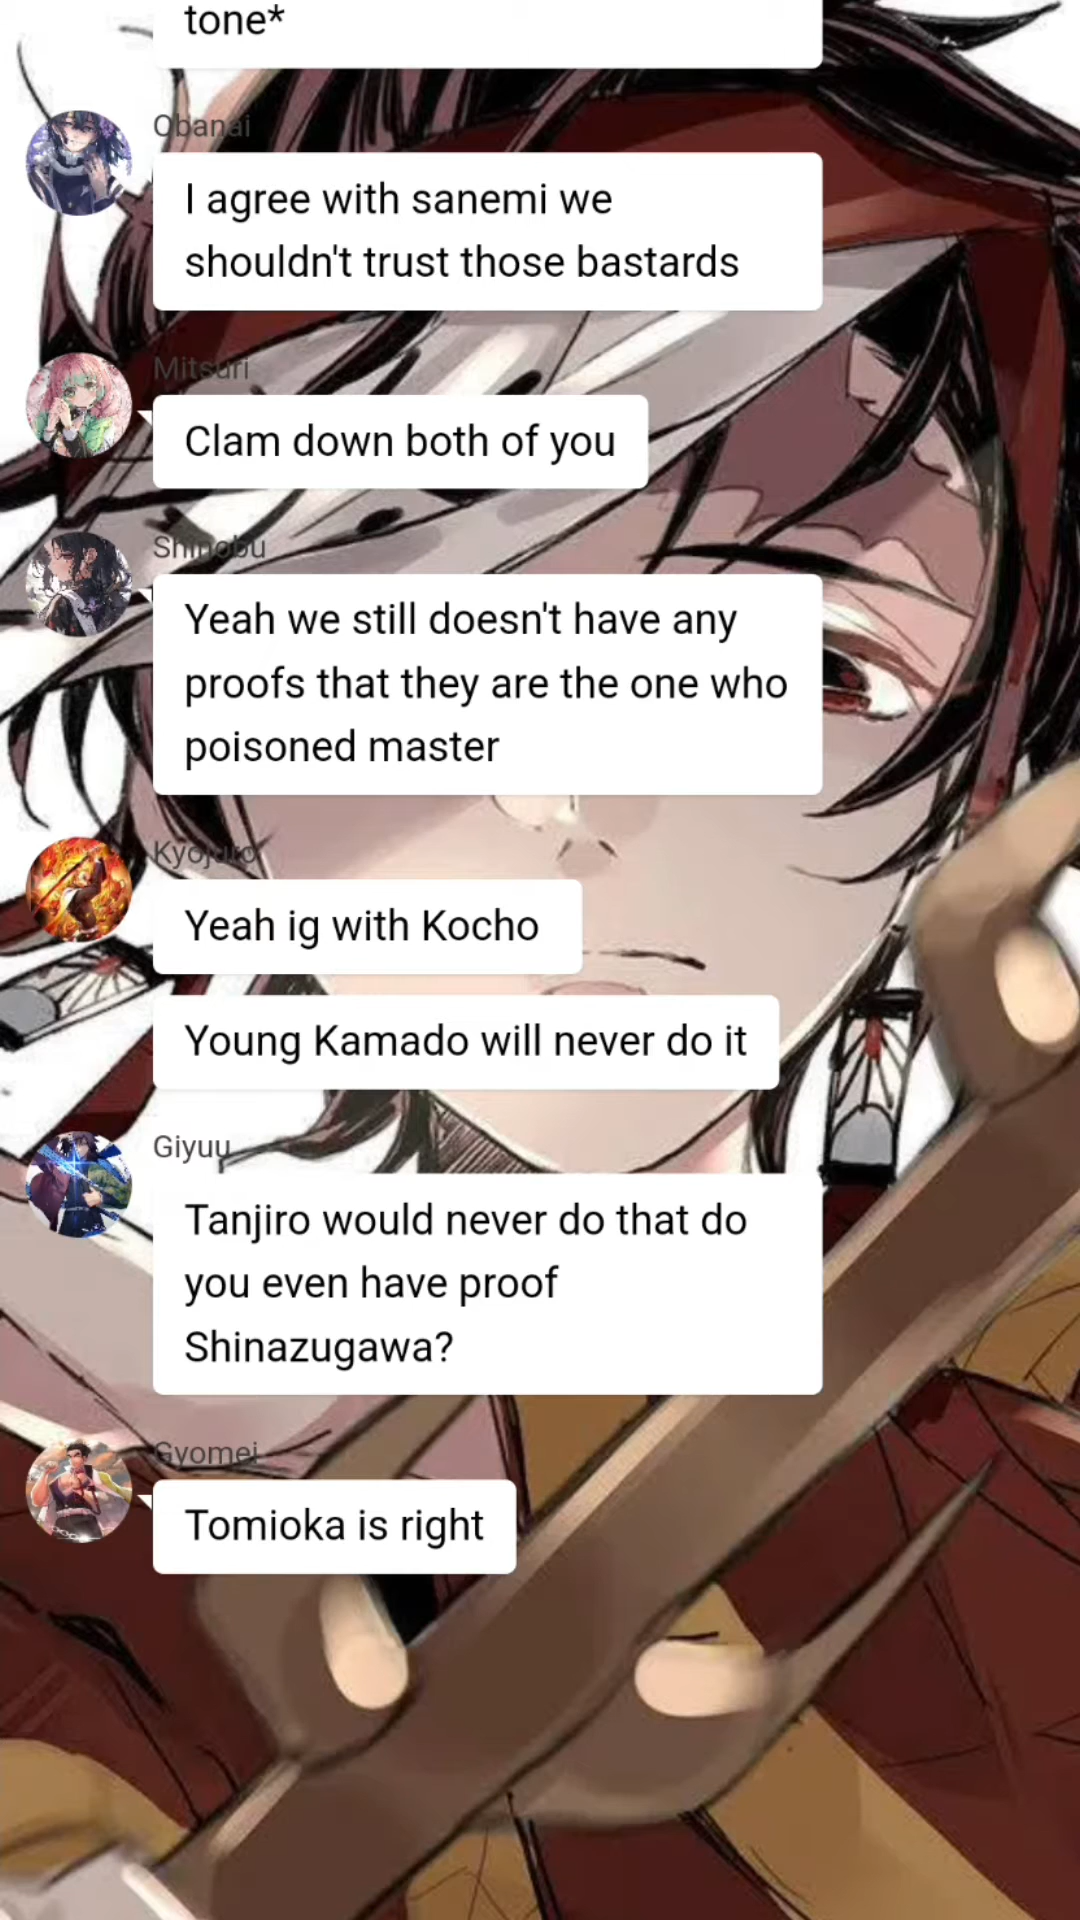 tone*
Obanai
I agree with sanemi we
shouldn't trust those bastards
Mitsuri
Clam down both of you
Shinobu
Yeah we still doesn't have any
proofs that they are the one who
poisoned master
Kyojuro
Yeah ig with Kocho
Young Kamado will never do it
Giyuu
Tanjiro would never do that do
you even have proof
Shinazugawa?
Gyomei
Tomioka is right